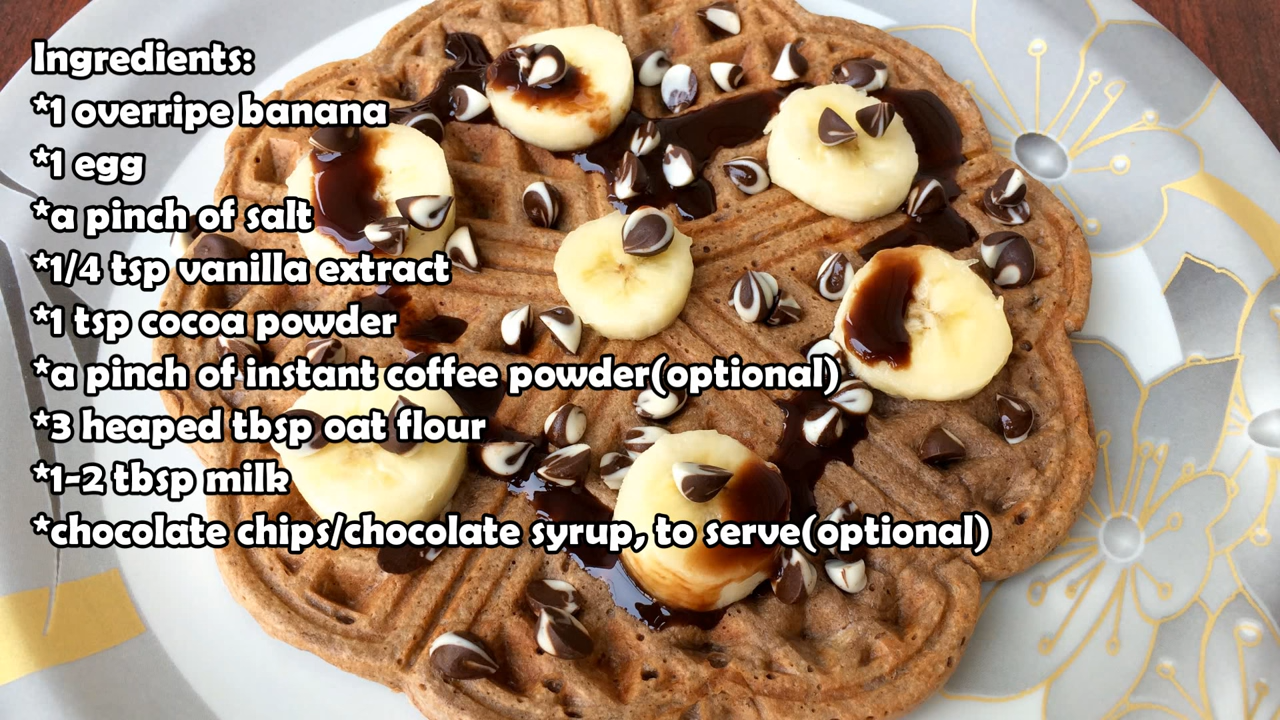 Ingredients:
*1 overripe banana
*1 egg
*a pinch of salt
*1/4 tsp vanilla extract
*1 tsp cocoa powder
*a pinch of instant coffee powder(optional)
*3 heaped tbsp oat flour
*1-2 tbsp milk
*chocolate chips/chocolate syrup, to serve(optional)